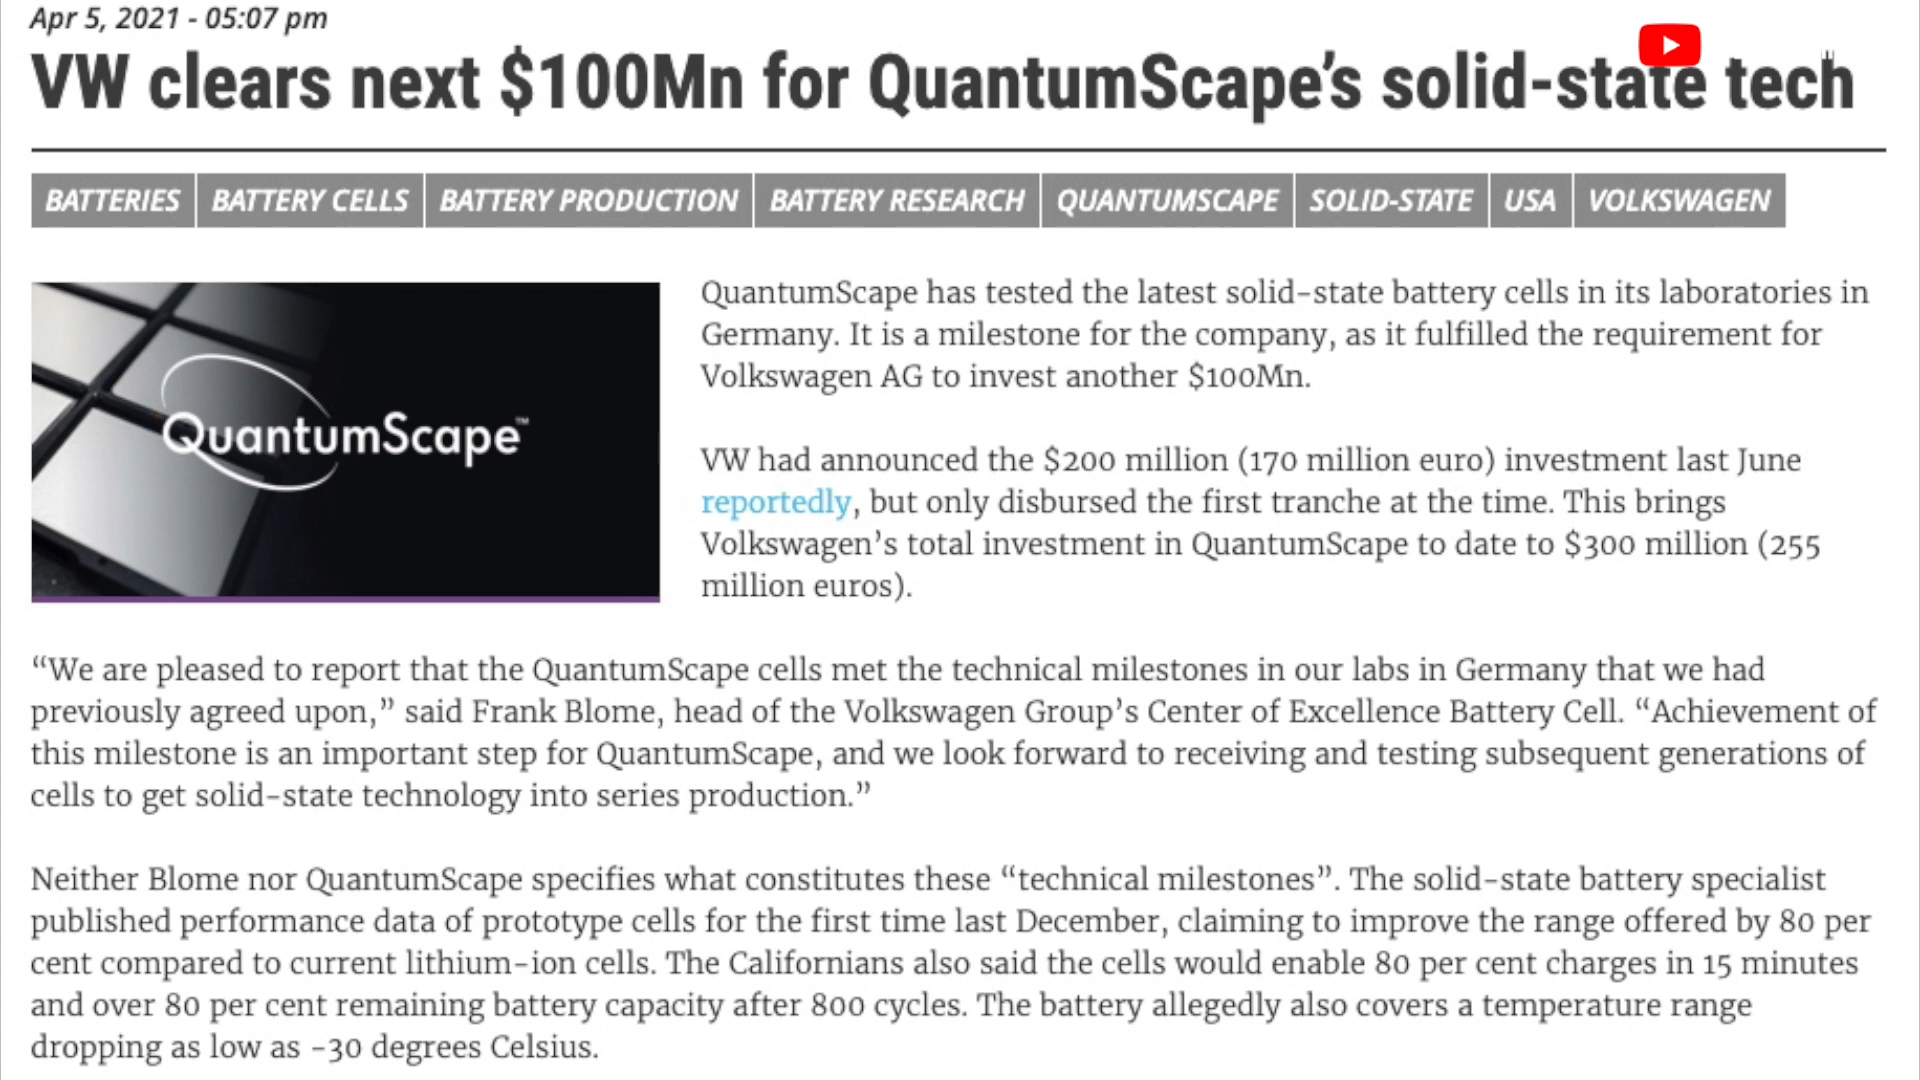 Apr 5, 2021 - 05:07 pm
VW clears next $100Mn for QuantumScape’s solid-state tech
BATTERIES BATTERY CELLS BATTERY PRODUCTION BATTERY RESEARCH QUANTUMSCAPE SOLID-STATE USA VOLKSWAGEN
QuantumScape™
QuantumScape has tested the latest solid-state battery cells in its laboratories in
Germany. It is a milestone for the company, as it fulfilled the requirement for
Volkswagen AG to invest another $100Mn.
VW had announced the $200 million (170 million euro) investment last June
reportedly, but only disbursed the first tranche at the time. This brings
Volkswagen’s total investment in QuantumScape to date to $300 million (255
million euros).
“We are pleased to report that the QuantumScape cells met the technical milestones in our labs in Germany that we had
previously agreed upon,” said Frank Blome, head of the Volkswagen Group’s Center of Excellence Battery Cell. “Achievement of
this milestone is an important step for QuantumScape, and we look forward to receiving and testing subsequent generations of
cells to get solid-state technology into series production.”
Neither Blome nor QuantumScape specifies what constitutes these “technical milestones”. The solid-state battery specialist
published performance data of prototype cells for the first time last December, claiming to improve the range offered by 80 per
cent compared to current lithium-ion cells. The Californians also said the cells would enable 80 per cent charges in 15 minutes
and over 80 per cent remaining battery capacity after 800 cycles. The battery allegedly also covers a temperature range
dropping as low as -30 degrees Celsius.